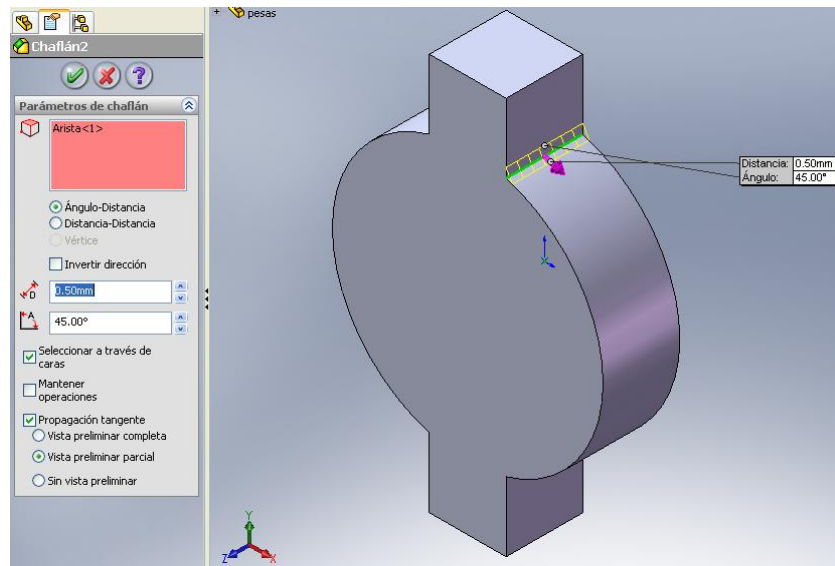 pesas
Chaflán2
Parámetros de chaflán
Arista<1>
Ángulo-Distancia
Distancia-Distancia
Vértice
Invertir dirección
D
0.50mm
A
45.00°
Seleccionar a través de
caras
Mantener
operaciones
Propagación tangente
Vista preliminar completa
Vista preliminar parcial
Sin vista preliminar
Distancia: 0.50mm
Ángulo: 45.00°
Y
Z
X